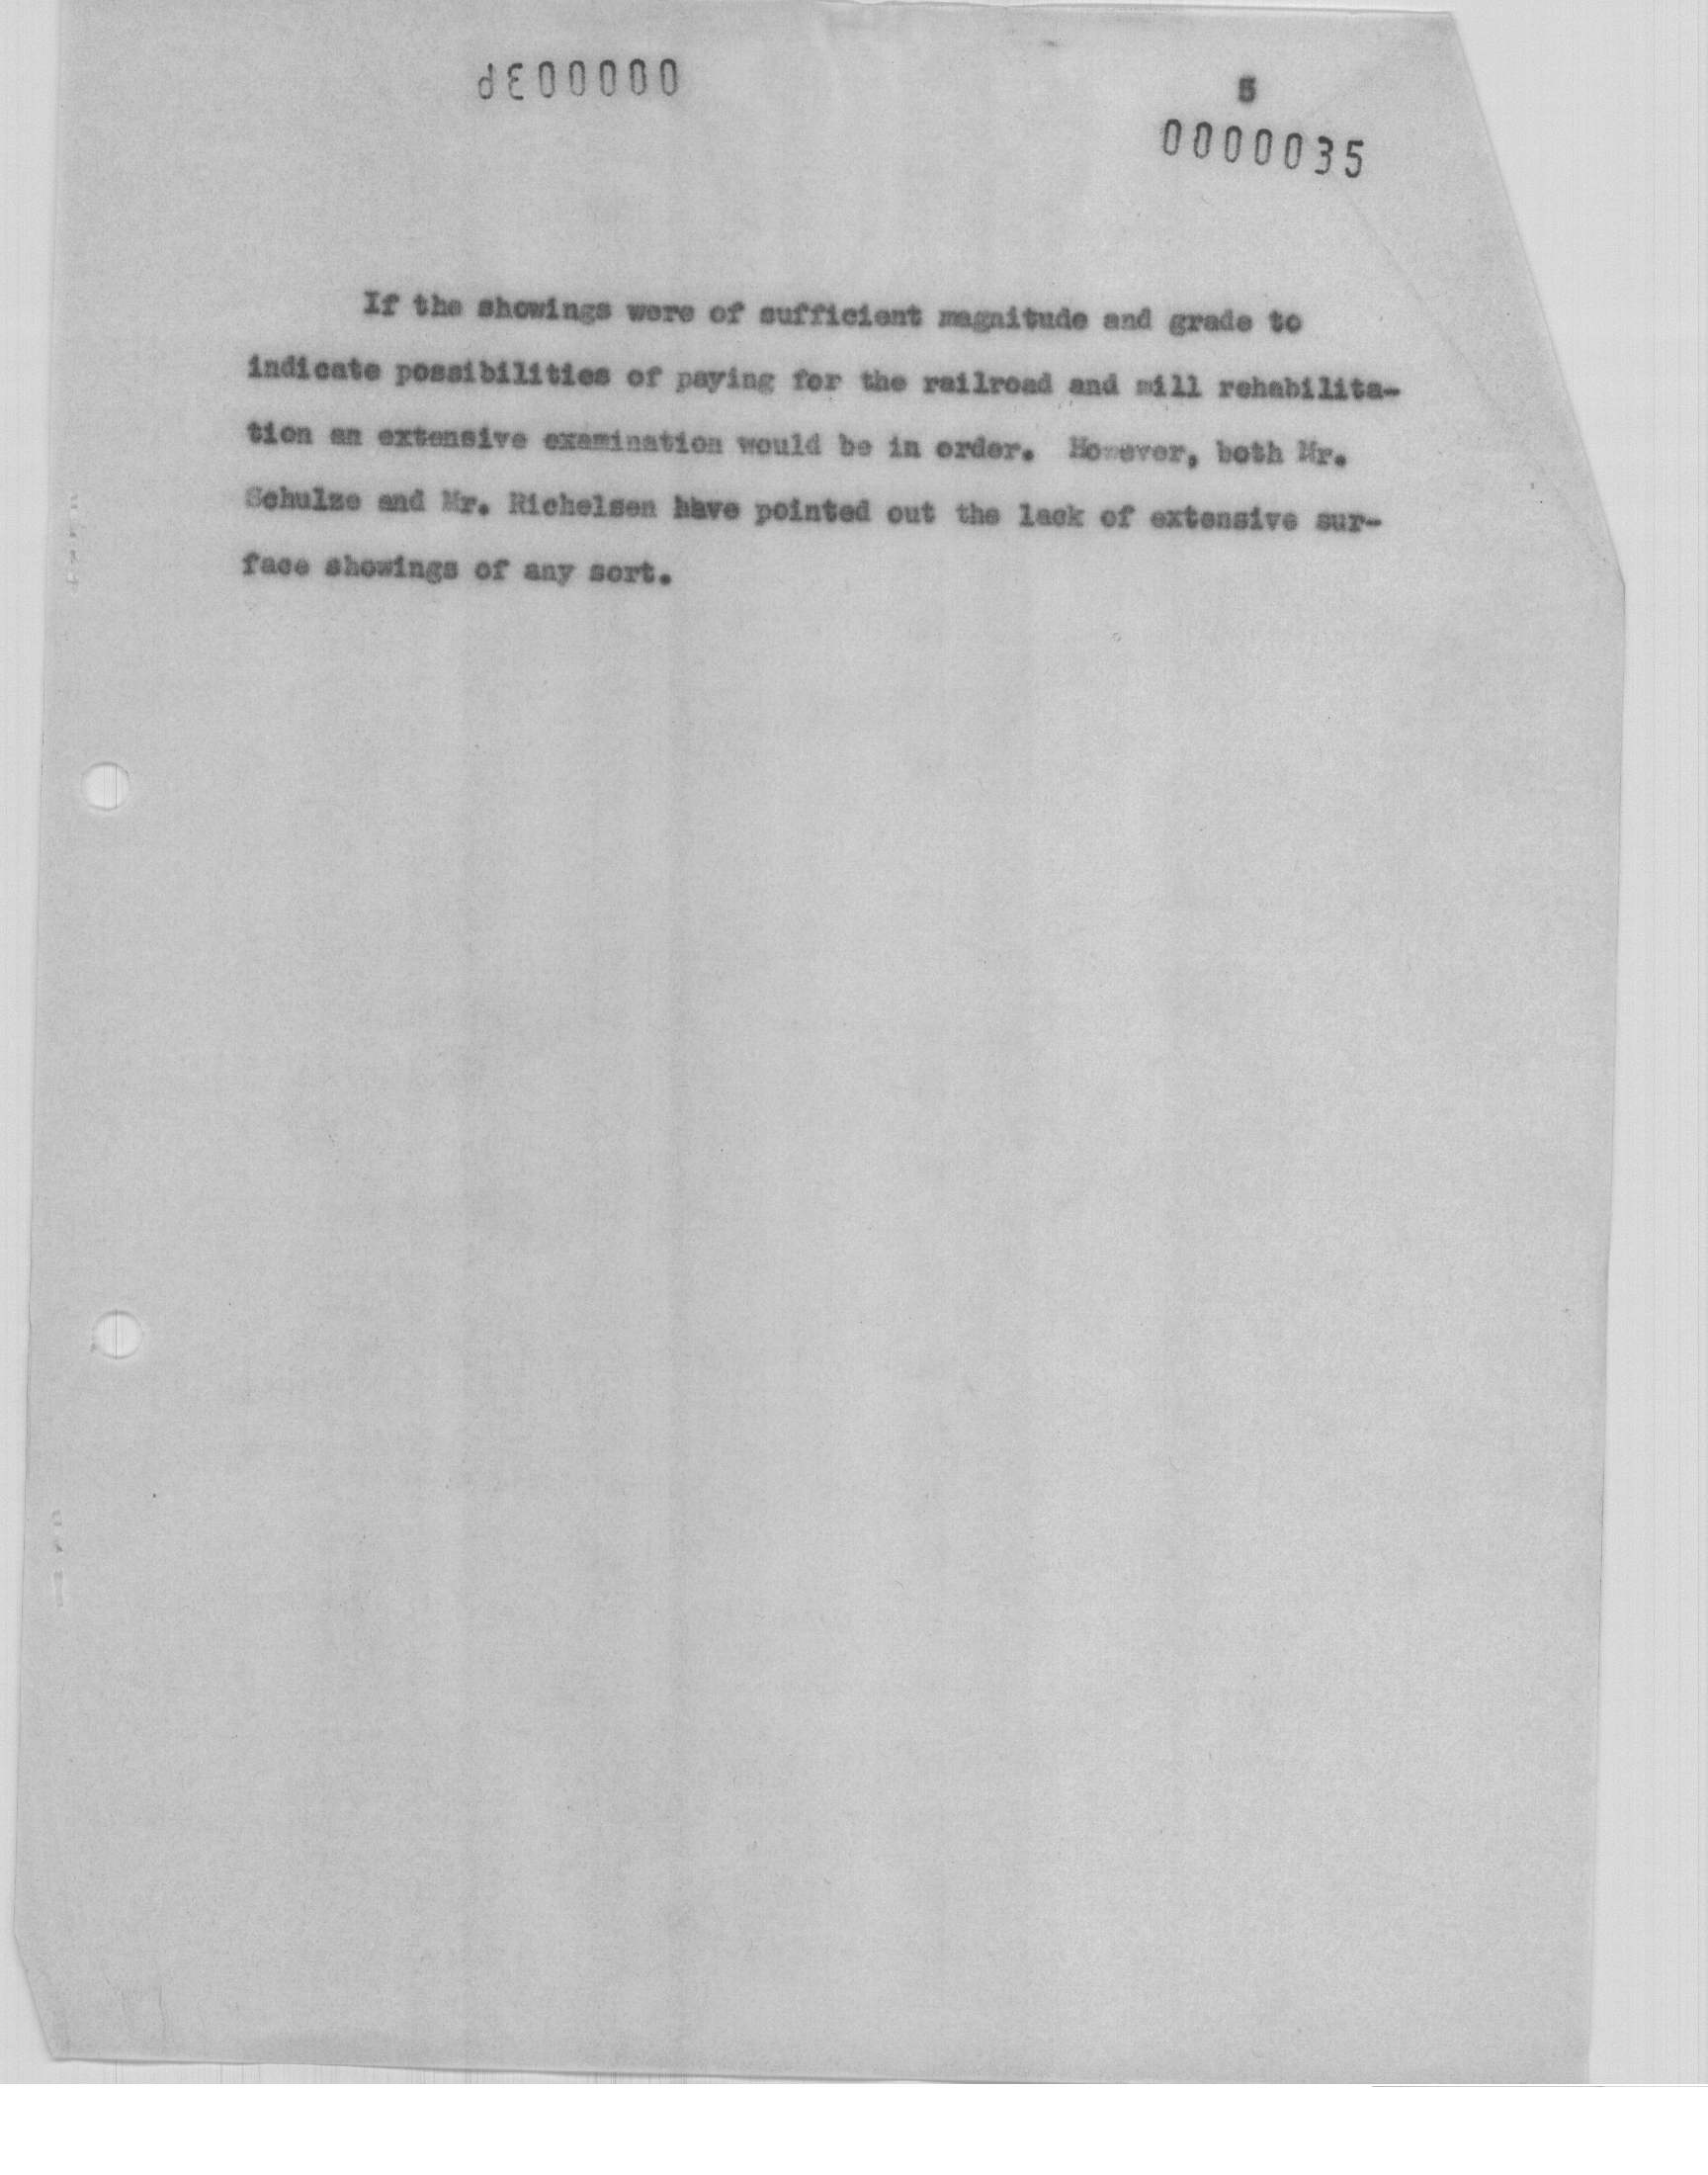 5
0000035
If the showings were of sufficient magnitude and grade to
indicate possibilities of paying for the railroad and mill rehabilita-
tion an extensive examination would be in order. However, both Mr.
Schulze and Mr. Richelsen have pointed out the lack of extensive sur-
face showings of any sort.